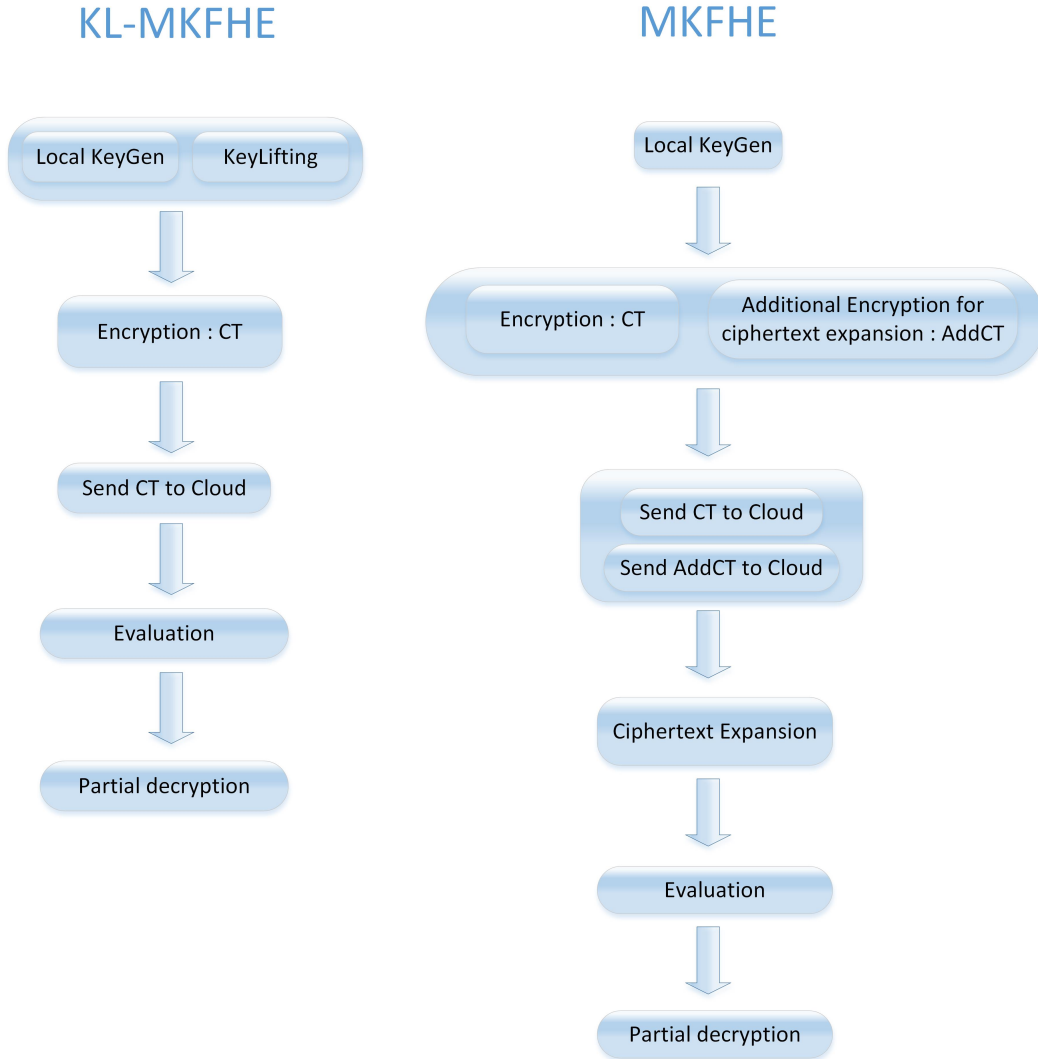 KL-MKFHE
Local KeyGen
KeyLifting
Encryption : CT
Send CT to Cloud
Evaluation
Partial decryption
MKFHE
Local KeyGen
Encryption : CT
Additional Encryption for
ciphertext expansion : AddCT
Send CT to Cloud
Send AddCT to Cloud
Ciphertext Expansion
Evaluation
Partial decryption